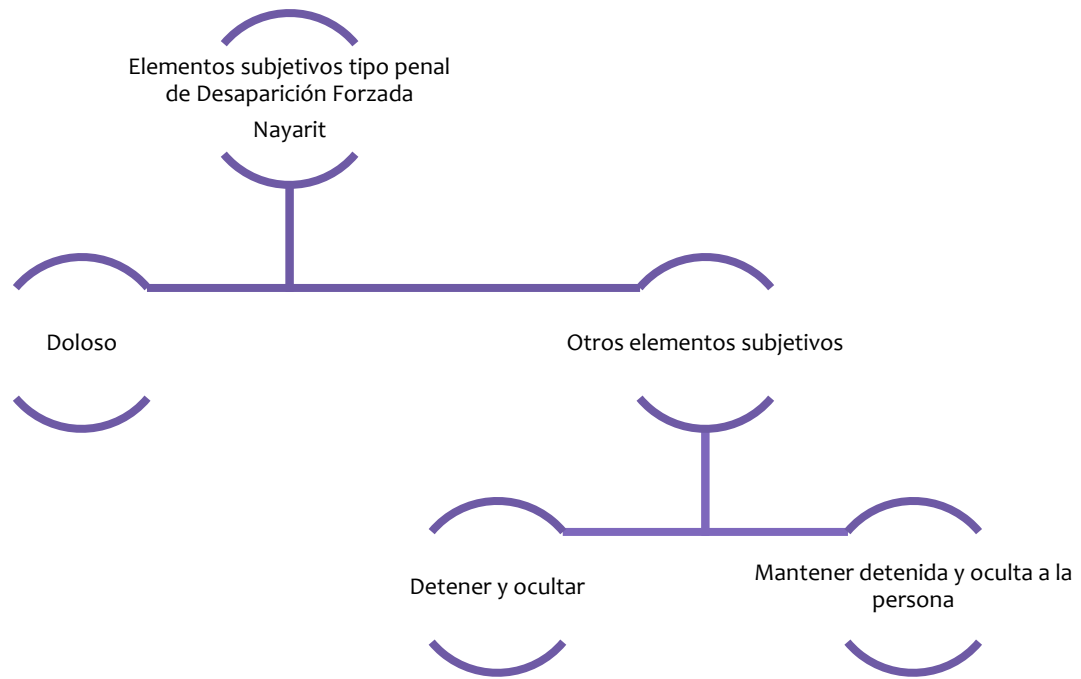 Elementos subjetivos tipo penal
de Desaparición Forzada
Nayarit
Doloso
Otros elementos subjetivos
Detener y ocultar
Mantener detenida y oculta a la
persona